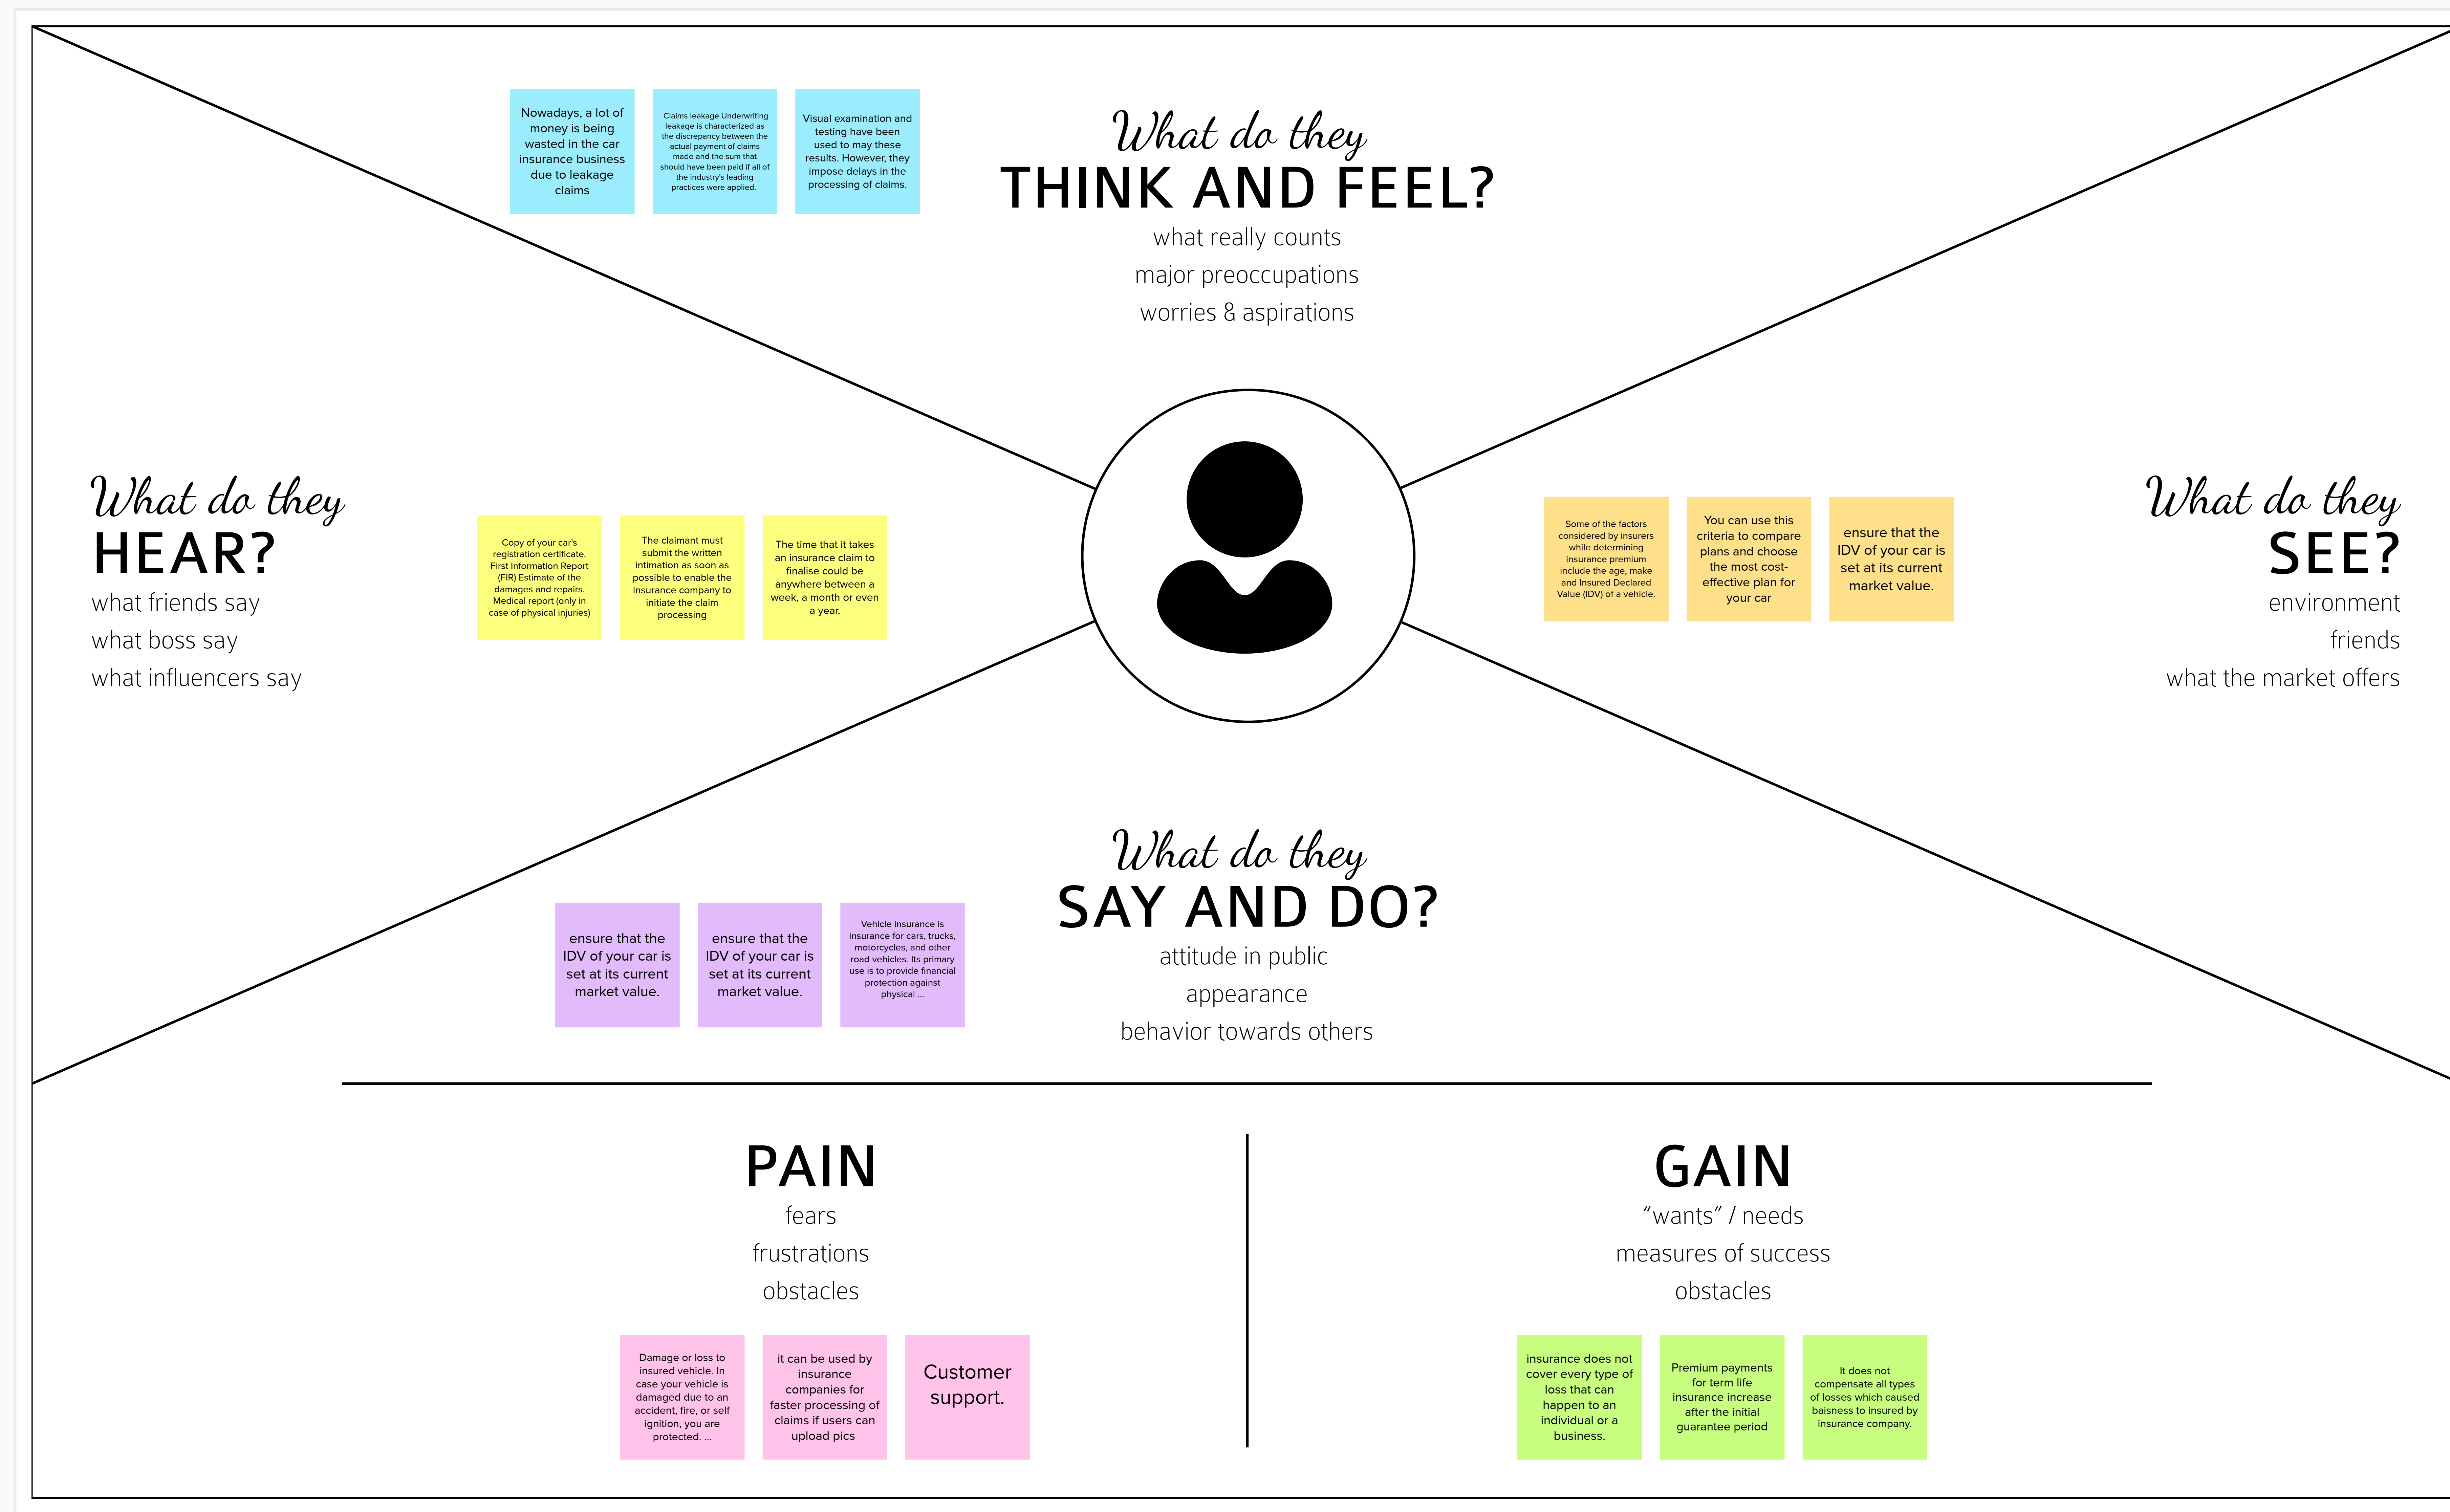 Nowadays, a lot of
money is being
wasted in the car
insurance business
due to leakage
claims
Claims leakage Underwriting
leakage is characterized as
the discrepancy between the
actual payment of claims
made and the sum that
should have been paid if all of
the industry's leading
practices were applied.
Visual examination and
testing have been
used to may these
results. However, they
impose delays in the
processing of claims.
What do they
THINK AND FEEL?
what really counts
major preoccupations
worries & aspirations
What do they
HEAR?
what friends say
what boss say
what influencers say
Copy of your car's
registration certificate.
First Information Report
(FIR) Estimate of the
damages and repairs.
Medical report (only in
case of physical injuries)
The claimant must
submit the written
intimation as soon as
possible to enable the
insurance company to
initiate the claim
processing
The time that it takes
an insurance claim to
finalise could be
anywhere between a
week, a month or even
a year.
Some of the factors
considered by insurers
while determining
insurance premium
include the age, make
and Insured Declared
Value (IDV) of a vehicle.
You can use this
criteria to compare
plans and choose
the most cost-
effective plan for
your car
ensure that the
IDV of your car is
set at its current
market value.
What do they
SEE?
environment
friends
what the market offers
ensure that the
IDV of your car is
set at its current
market value.
ensure that the
IDV of your car is
set at its current
market value.
Vehicle insurance is
insurance for cars, trucks,
motorcycles, and other
road vehicles. Its primary
use is to provide financial
protection against
physical ...
What do they
SAY AND DO?
attitude in public
appearance
behavior towards others
PAIN
fears
frustrations
obstacles
Damage or loss to
insured vehicle. In
case your vehicle is
damaged due to an
accident, fire, or self
ignition, you are
protected. ...
it can be used by
insurance
companies for
faster processing of
claims if users can
upload pics
Customer
support.
GAIN
“wants” / needs
measures of success
obstacles
insurance does not
cover every type of
loss that can
happen to an
individual or a
business.
Premium payments
for term life
insurance increase
after the initial
guarantee period
It does not
compensate all types
of losses which caused
baisness to insured by
insurance company.